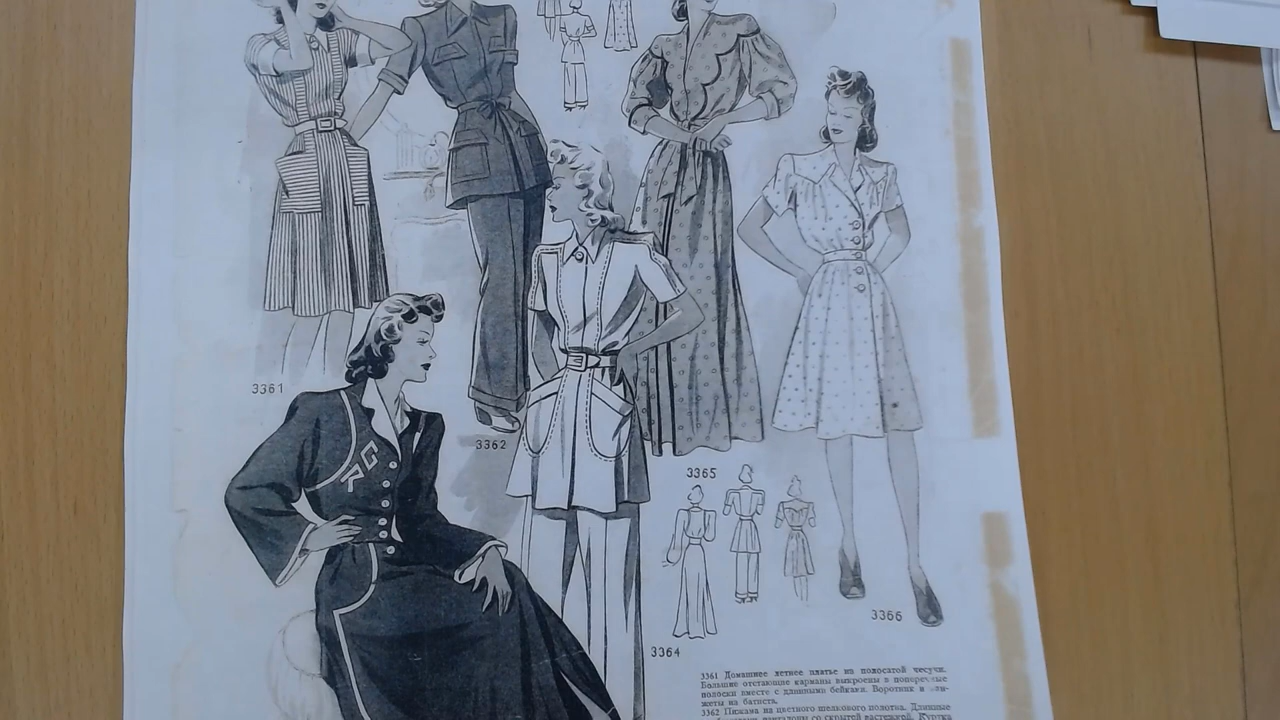 3361
3362
R G
3365
3366
3364
3361 Домашнее летнее платье из полосатой чесучи.
Большие отстающие карманы выкроены в поперечные
полоски вместе с длинными бейками. Воротник и
жеты из батиста.
3362 Пижама из цветного шелкового полотна. Длинные
панталоны со скрытой застежкой. Куртка